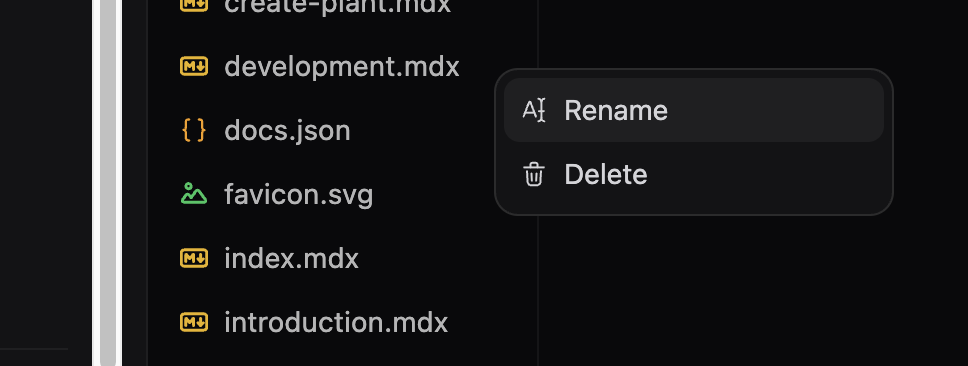 create-plant.mdx
development.mdx
docs.json
favicon.svg
index.mdx
introduction.mdx
Rename
Delete